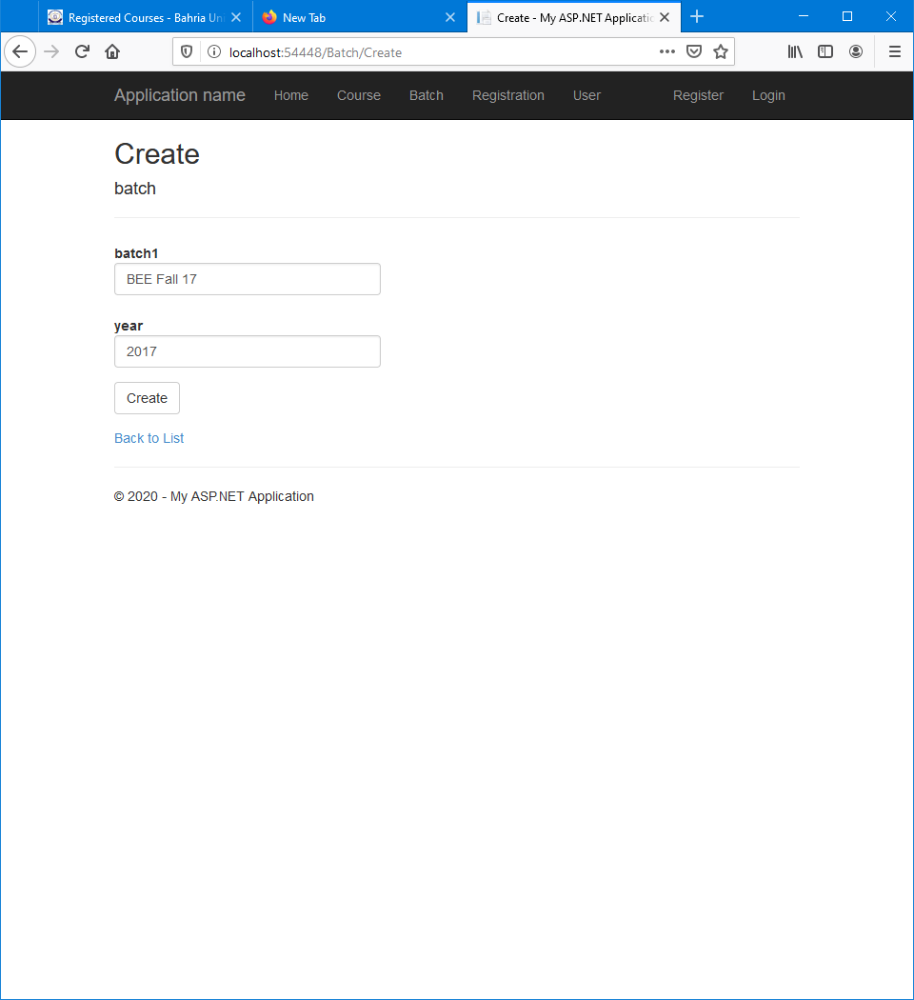 Registered Courses - Bahria Un
New Tab
Create - My ASP.NET Applicatio
localhost:54448/Batch/Create
Application name Home Course Batch Registration User Register Login
Create
batch
batch1
BEE Fall 17
year
2017
Create
Back to List
© 2020 - My ASP.NET Application